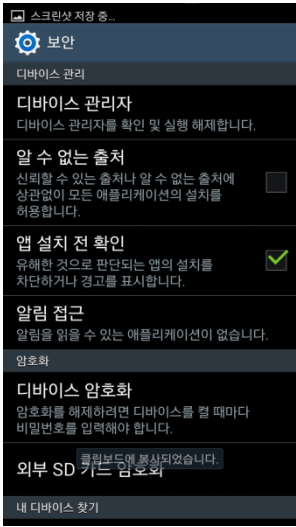 스크린샷 저장 중...
보안
디바이스 관리
디바이스 관리자
디바이스 관리자를 확인 및 실행 해제합니다.
알 수 없는 출처
신뢰할 수 있는 출처나 알 수 없는 출처에
상관없이 모든 애플리케이션의 설치를
허용합니다.
앱 설치 전 확인
유해한 것으로 판단되는 앱의 설치를
차단하거나 경고를 표시합니다.
알림 접근
알림을 읽을 수 있는 애플리케이션이 없습니다.
암호화
디바이스 암호화
암호화를 해제하려면 디바이스를 켤 때마다
비밀번호를 입력해야 합니다.
클립보드에 복사되었습니다.
외부 SD 카드 암호화
내 디바이스 찾기